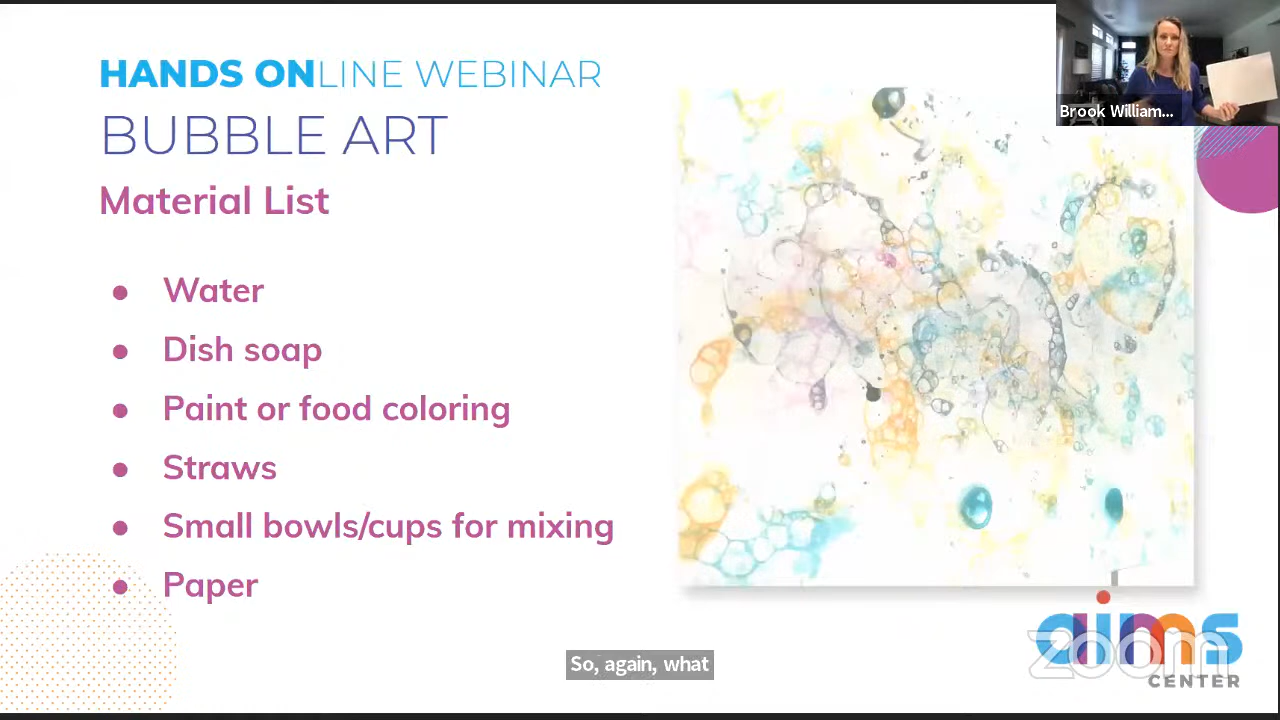 HANDS ONLINE WEBINAR
BUBBLE ART
Material List
● Water
● Dish soap
● Paint or food coloring
● Straws
● Small bowls/cups for mixing
● Paper
Brook William...
So, again, what
aims
CENTER
zoom